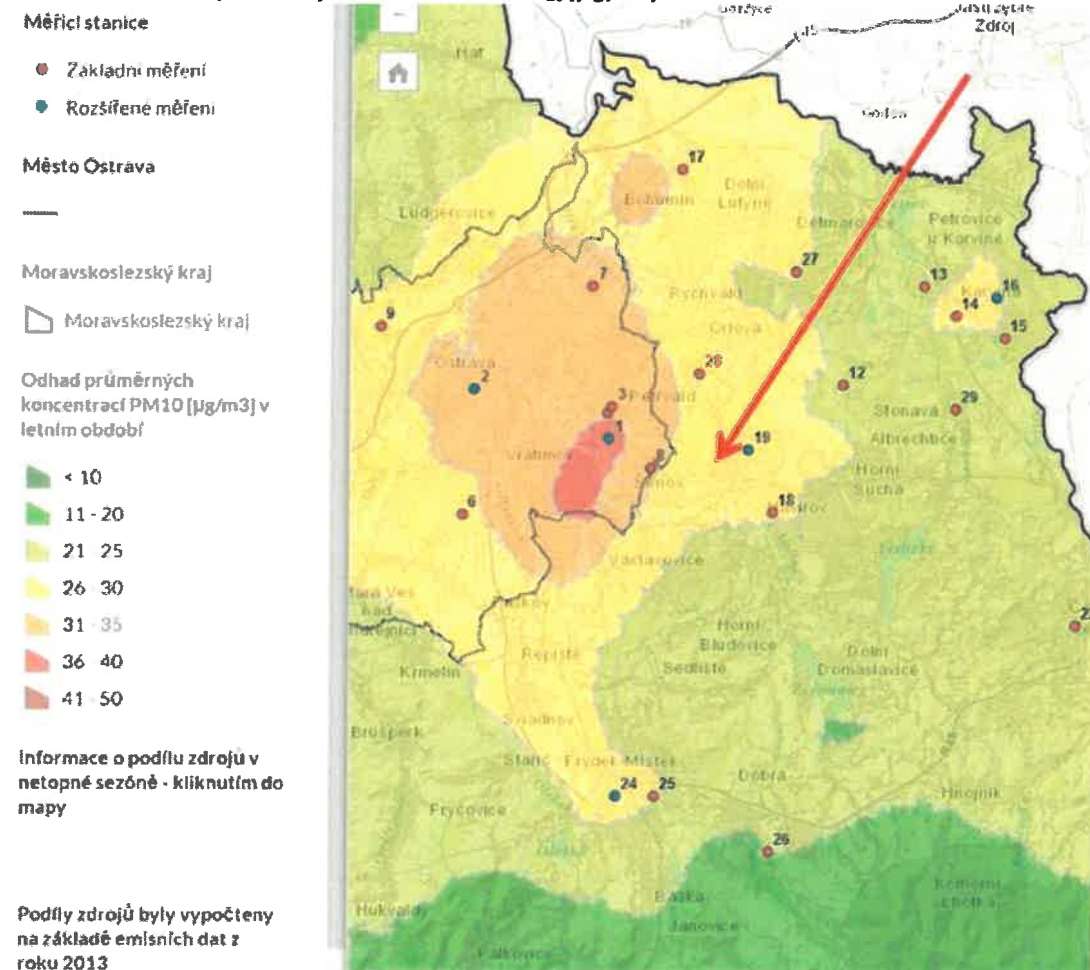 Měřicí stanice
Základní měření
Rozšířené měření
Město Ostrava
Moravskoslezský kraj
Moravskoslezský kraj
Odhad průměrných
koncentrací PM10 [µg/m3] v
letním období
< 10
11 - 20
21 25
26 30
31 35
36 40
41 - 50
Informace o podílu zdrojů v
netopné sezóně - kliknutím do
mapy
Podíly zdrojů byly vypočteny
na základě emisních dat z
roku 2013
Zdroj
Hať
17
Bohumín
Dolní
Lutyně
Ludgeřovice
Petrovice
u Karviné
27
7
13
16
Rychvald
14
9
Orlová
15
Ostrava
2
28
12
3
Petřvald
29
Stonava
1
19
Albrechtice
Vratimov
8
Horní
Suchá
6
18
Václavovice
Horní
Bludovice
Řepiště
Sedliště
Dolní
Domaslavice
Krmelín
Sviadnov
Brušperk
Frýdek-Místek
Dobrá
24
25
Hnojník
Fryčovice
26
Baška
Hukvaldy
Janovice
Palkovice